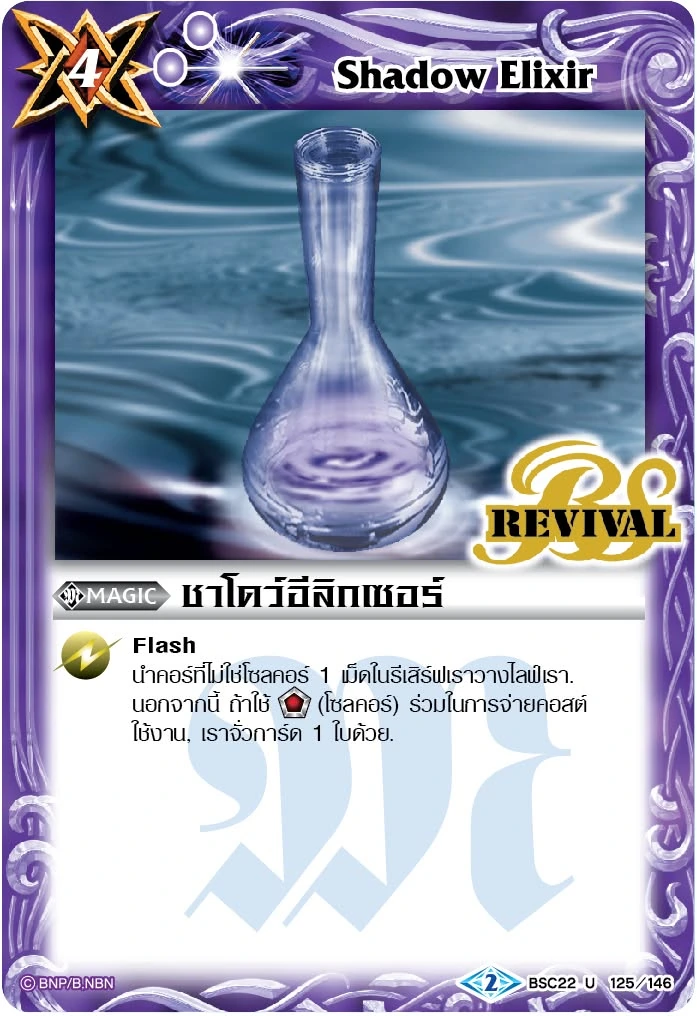 4
Shadow Elixir
BS
REVIVAL
MAGIC ชาโดว์อีลิกเซอร์
Flash
นำคอร์ที่ไม่ใช่โซลคอร์ 1 เม็ดในรีเสิร์ฟเราวางไลฟ์เรา.
นอกจากนี้ ถ้าใช้ (โซลคอร์) ร่วมในการจ่ายคอสต์
ใช้งาน, เราจั่วการ์ด 1 ใบด้วย.
© BNP/B,NBN
2 BSC22 U 125/146